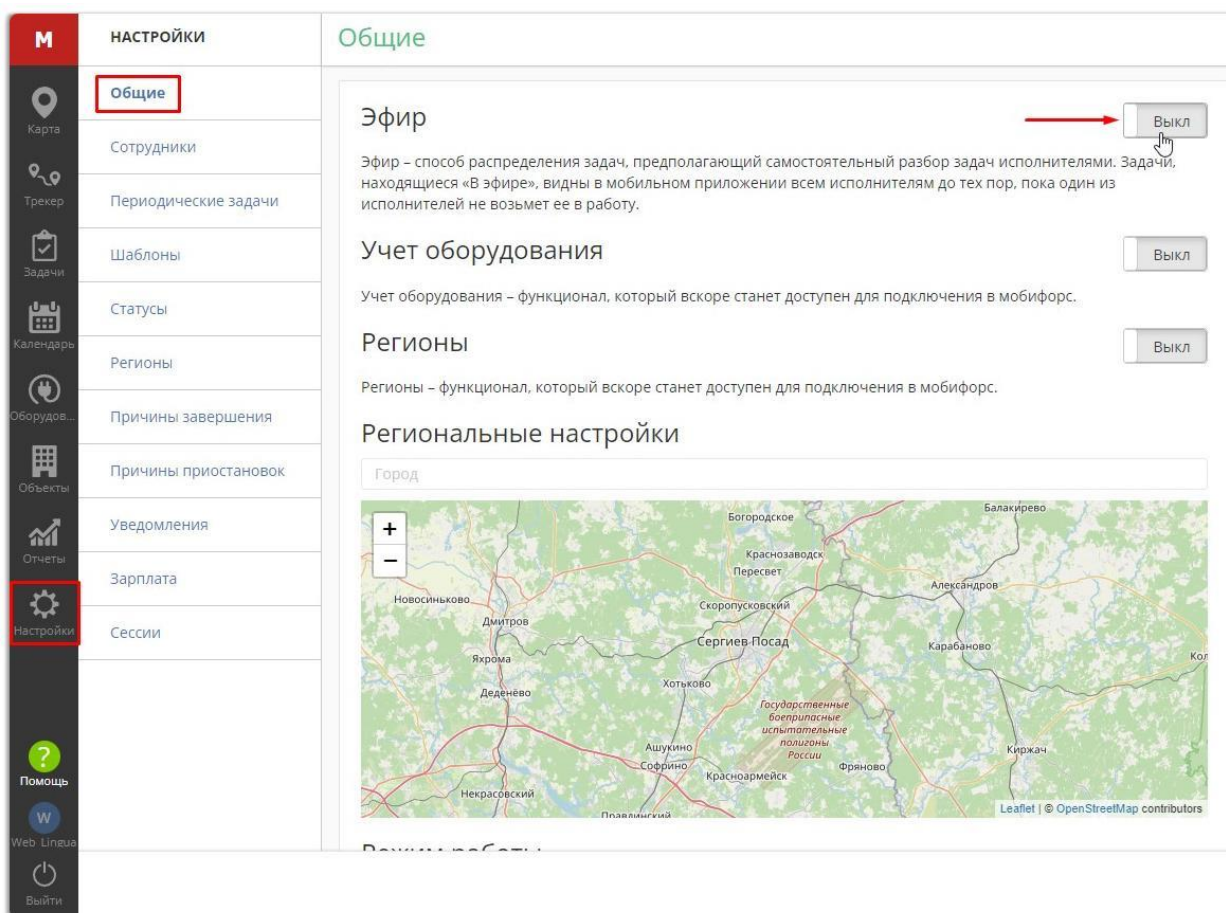 M
Карта
Трекер
Задачи
Календарь
Оборудов...
Объекты
Отчеты
Настройки
?
Помощь
W
Web Lingua
Выйти
НАСТРОЙКИ
Общие
Сотрудники
Периодические задачи
Шаблоны
Статусы
Регионы
Причины завершения
Причины приостановок
Уведомления
Зарплата
Сессии
Общие
Эфир
Выкл
Эфир – способ распределения задач, предполагающий самостоятельный разбор задач исполнителями. Задачи,
находящиеся «В эфире», видны в мобильном приложении всем исполнителям до тех пор, пока один из
исполнителей не возьмет ее в работу.
Учет оборудования
Выкл
Учет оборудования – функционал, который вскоре станет доступен для подключения в мобифорс.
Регионы
Выкл
Регионы – функционал, который вскоре станет доступен для подключения в мобифорс.
Региональные настройки
Город
+
−
Богородское
Балакирево
Краснозаводск
Пересвет
Александров
Новосиньково
Скоропусковский
Дмитров
Сергиев Посад
Карабаново
Яхрома
Кол
Хотьково
Деденёво
Государственные
боеприпасные
испытательные
полигоны
России
Ашукино
Киржач
Софрино
Фряново
Красноармейск
Некрасовский
Правдинский
Leaflet | © OpenStreetMap contributors
Режим работы